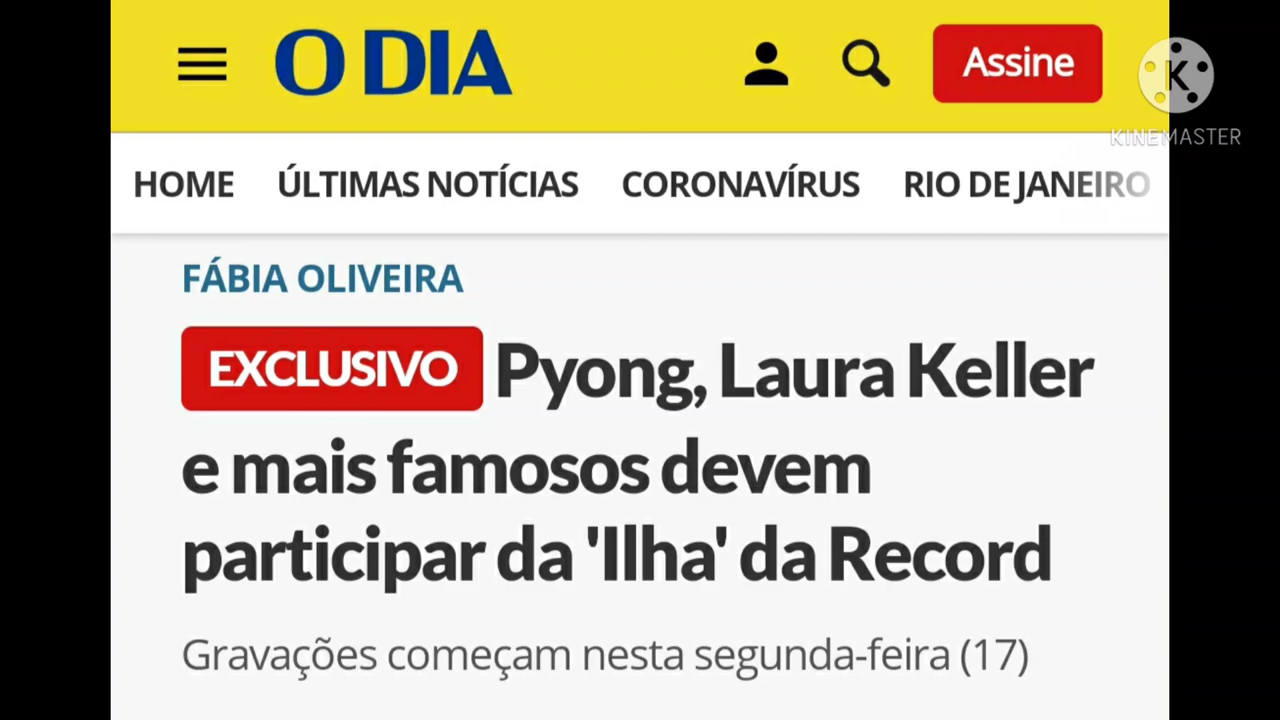 O DIA
Assine
K
KINEMASTER
HOME ÚLTIMAS NOTÍCIAS CORONAVÍRUS RIO DE JANEIRO
FÁBIA OLIVEIRA
EXCLUSIVO Pyong, Laura Keller
e mais famosos devem
participar da 'Ilha' da Record
Gravações começam nesta segunda-feira (17)